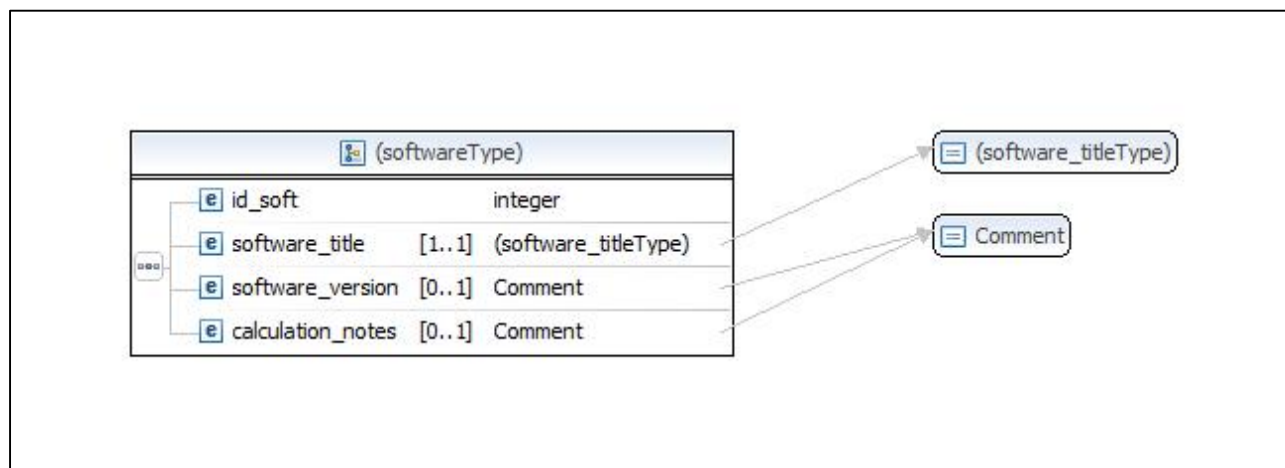 (softwareType)
(software_titleType)
e id_soft integer
e software_title [1..1] (software_titleType)
Comment
e software_version [0..1] Comment
e calculation_notes [0..1] Comment